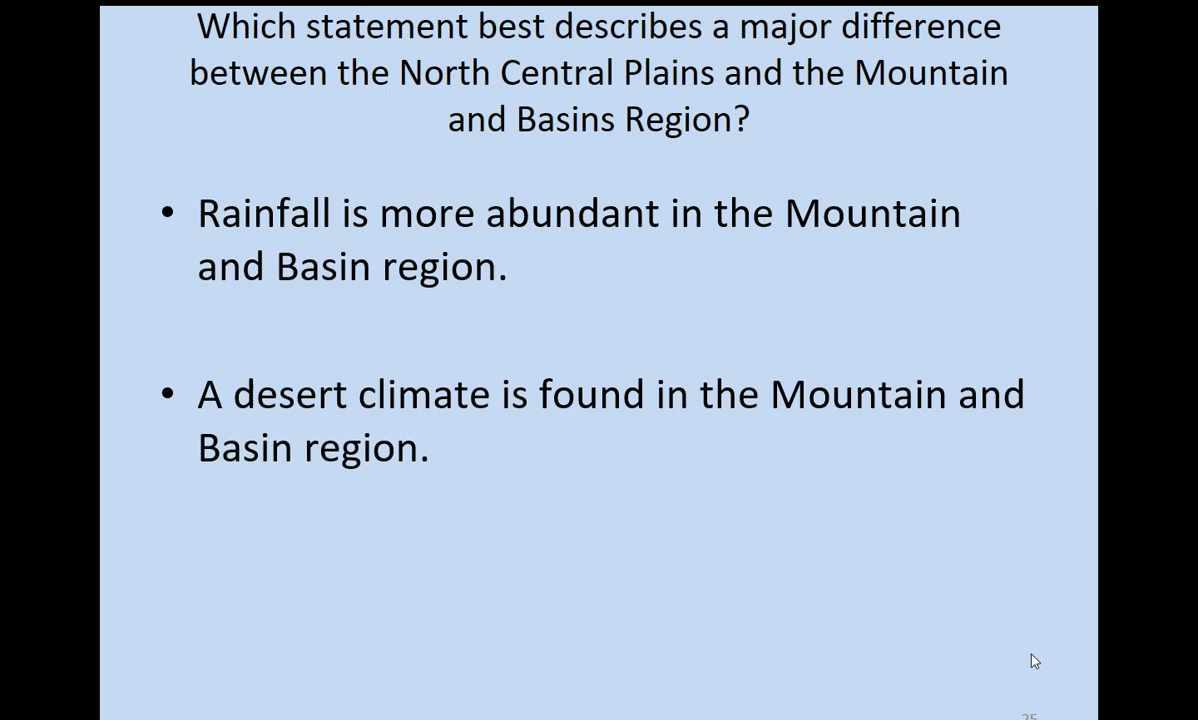 Which statement best describes a major difference
between the North Central Plains and the Mountain
and Basins Region?
• Rainfall is more abundant in the Mountain
and Basin region.
• A desert climate is found in the Mountain and
Basin region.
25